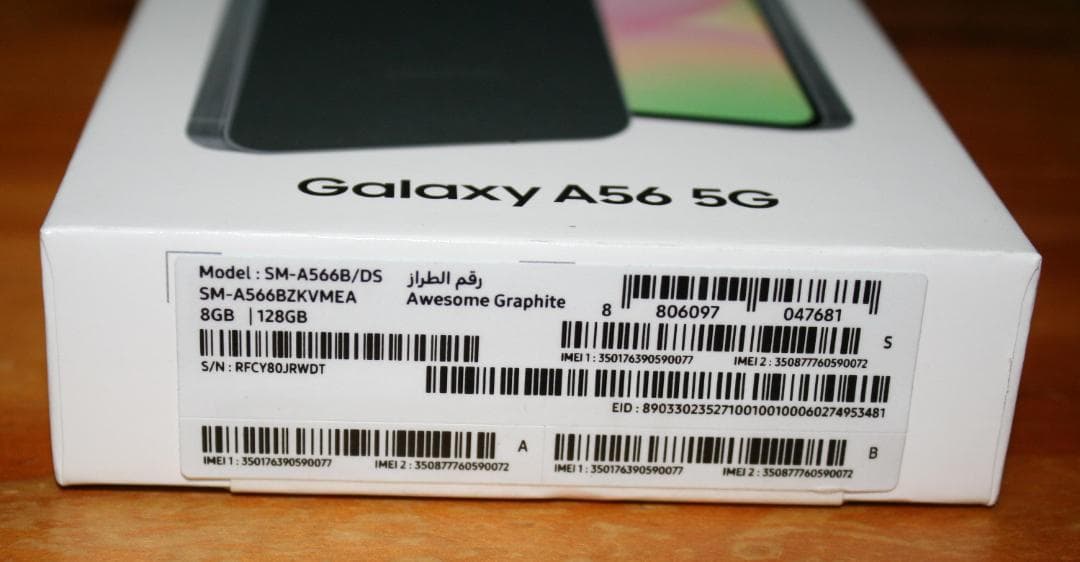 Galaxy A56 5G
Model : SM-A566B/DS رقم الطراز
SM-A566BZKVMEA Awesome Graphite
8GB | 128GB
8 806097 047681
S
IMEI 1 : 350176390590077 IMEI 2 : 350877760590072
S/N : RFCY80JRWDT
EID : 89033023527100100100060274953481
A
IMEI 1 : 350176390590077 IMEI 2 : 350877760590072
B
IMEI 1 : 350176390590077 IMEI 2 : 350877760590072